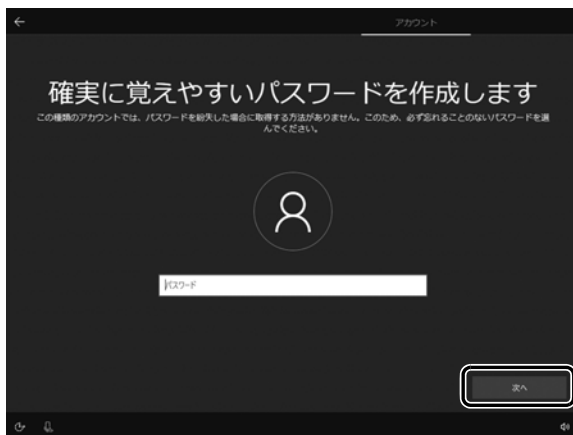 アカウント
確実に覚えやすいパスワードを作成します
この種類のアカウントでは、パスワードを紛失した場合に取得する方法がありません。このため、必ず忘れることのないパスワードを選
んでください。
パスワード
次へ